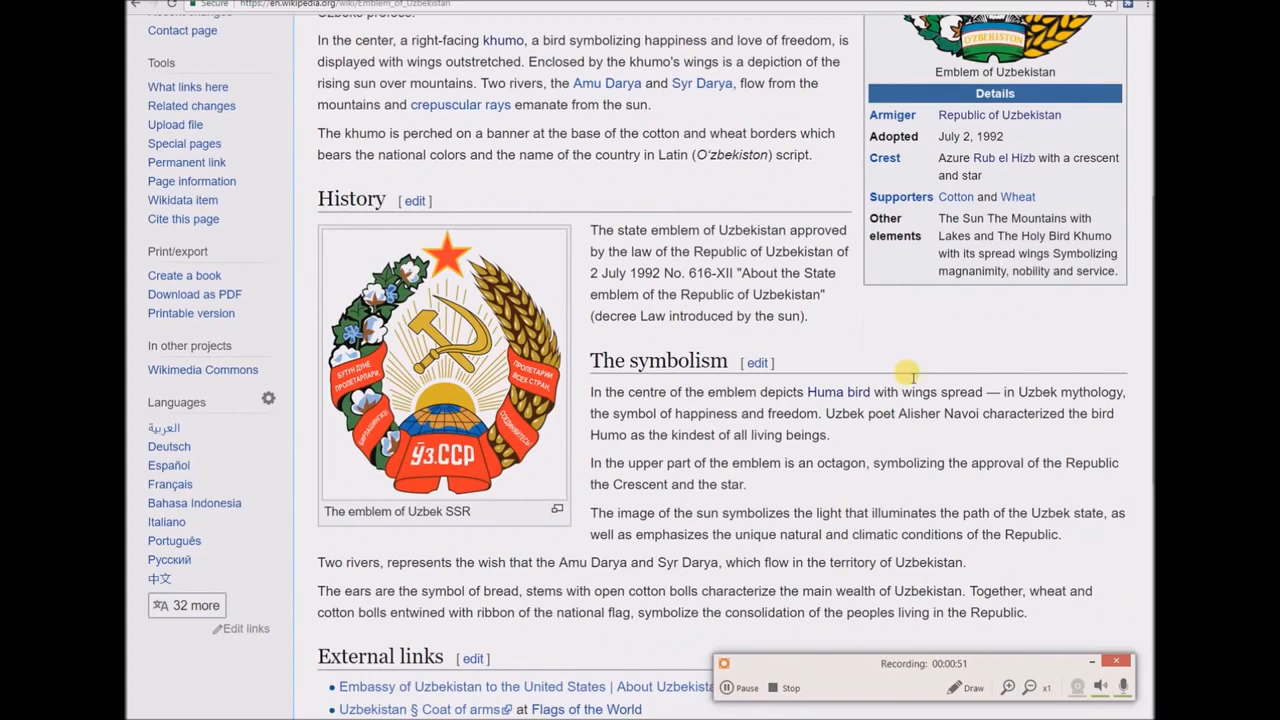 Secure https://en.wikipedia.org/wiki/Emblem_of_Uzbekistan
Contact page
Tools
What links here
Related changes
Upload file
Special pages
Permanent link
Page information
Wikidata item
Cite this page
Print/export
Create a book
Download as PDF
Printable version
In other projects
Wikimedia Commons
Languages
العربية
Deutsch
Español
Français
Bahasa Indonesia
Italiano
Português
Русский
中文
32 more
Edit links
In the center, a right-facing khumo, a bird symbolizing happiness and love of freedom, is
displayed with wings outstretched. Enclosed by the khumo's wings is a depiction of the
rising sun over mountains. Two rivers, the Amu Darya and Syr Darya, flow from the
mountains and crepuscular rays emanate from the sun.
The khumo is perched on a banner at the base of the cotton and wheat borders which
bears the national colors and the name of the country in Latin (Oʻzbekiston) script.
History [ edit ]
БУТУН ДУНЁ
ПРОЛЕТАРЛАРИ,
БИРЛАШИНГИЗ!
ПРОЛЕТАРИИ
ВСЕХ СТРАН,
СОЕДИНЯЙТЕСЬ!
ЎзССР
The emblem of Uzbek SSR
The state emblem of Uzbekistan approved
by the law of the Republic of Uzbekistan of
2 July 1992 No. 616-XII "About the State
emblem of the Republic of Uzbekistan"
(decree Law introduced by the sun).
The symbolism [ edit ]
In the centre of the emblem depicts Huma bird with wings spread — in Uzbek mythology,
the symbol of happiness and freedom. Uzbek poet Alisher Navoi characterized the bird
Humo as the kindest of all living beings.
In the upper part of the emblem is an octagon, symbolizing the approval of the Republic
the Crescent and the star.
The image of the sun symbolizes the light that illuminates the path of the Uzbek state, as
well as emphasizes the unique natural and climatic conditions of the Republic.
Two rivers, represents the wish that the Amu Darya and Syr Darya, which flow in the territory of Uzbekistan.
The ears are the symbol of bread, stems with open cotton bolls characterize the main wealth of Uzbekistan. Together, wheat and
cotton bolls entwined with ribbon of the national flag, symbolize the consolidation of the peoples living in the Republic.
External links [ edit ]
Embassy of Uzbekistan to the United States | About Uzbekista
Uzbekistan § Coat of arms at Flags of the World
OʻZBEKISTON
Emblem of Uzbekistan
Details
Armiger Republic of Uzbekistan
Adopted July 2, 1992
Crest Azure Rub el Hizb with a crescent
and star
Supporters Cotton and Wheat
Other The Sun The Mountains with
elements Lakes and The Holy Bird Khumo
with its spread wings Symbolizing
magnanimity, nobility and service.
Recording: 00:00:51
Pause Stop Draw x1